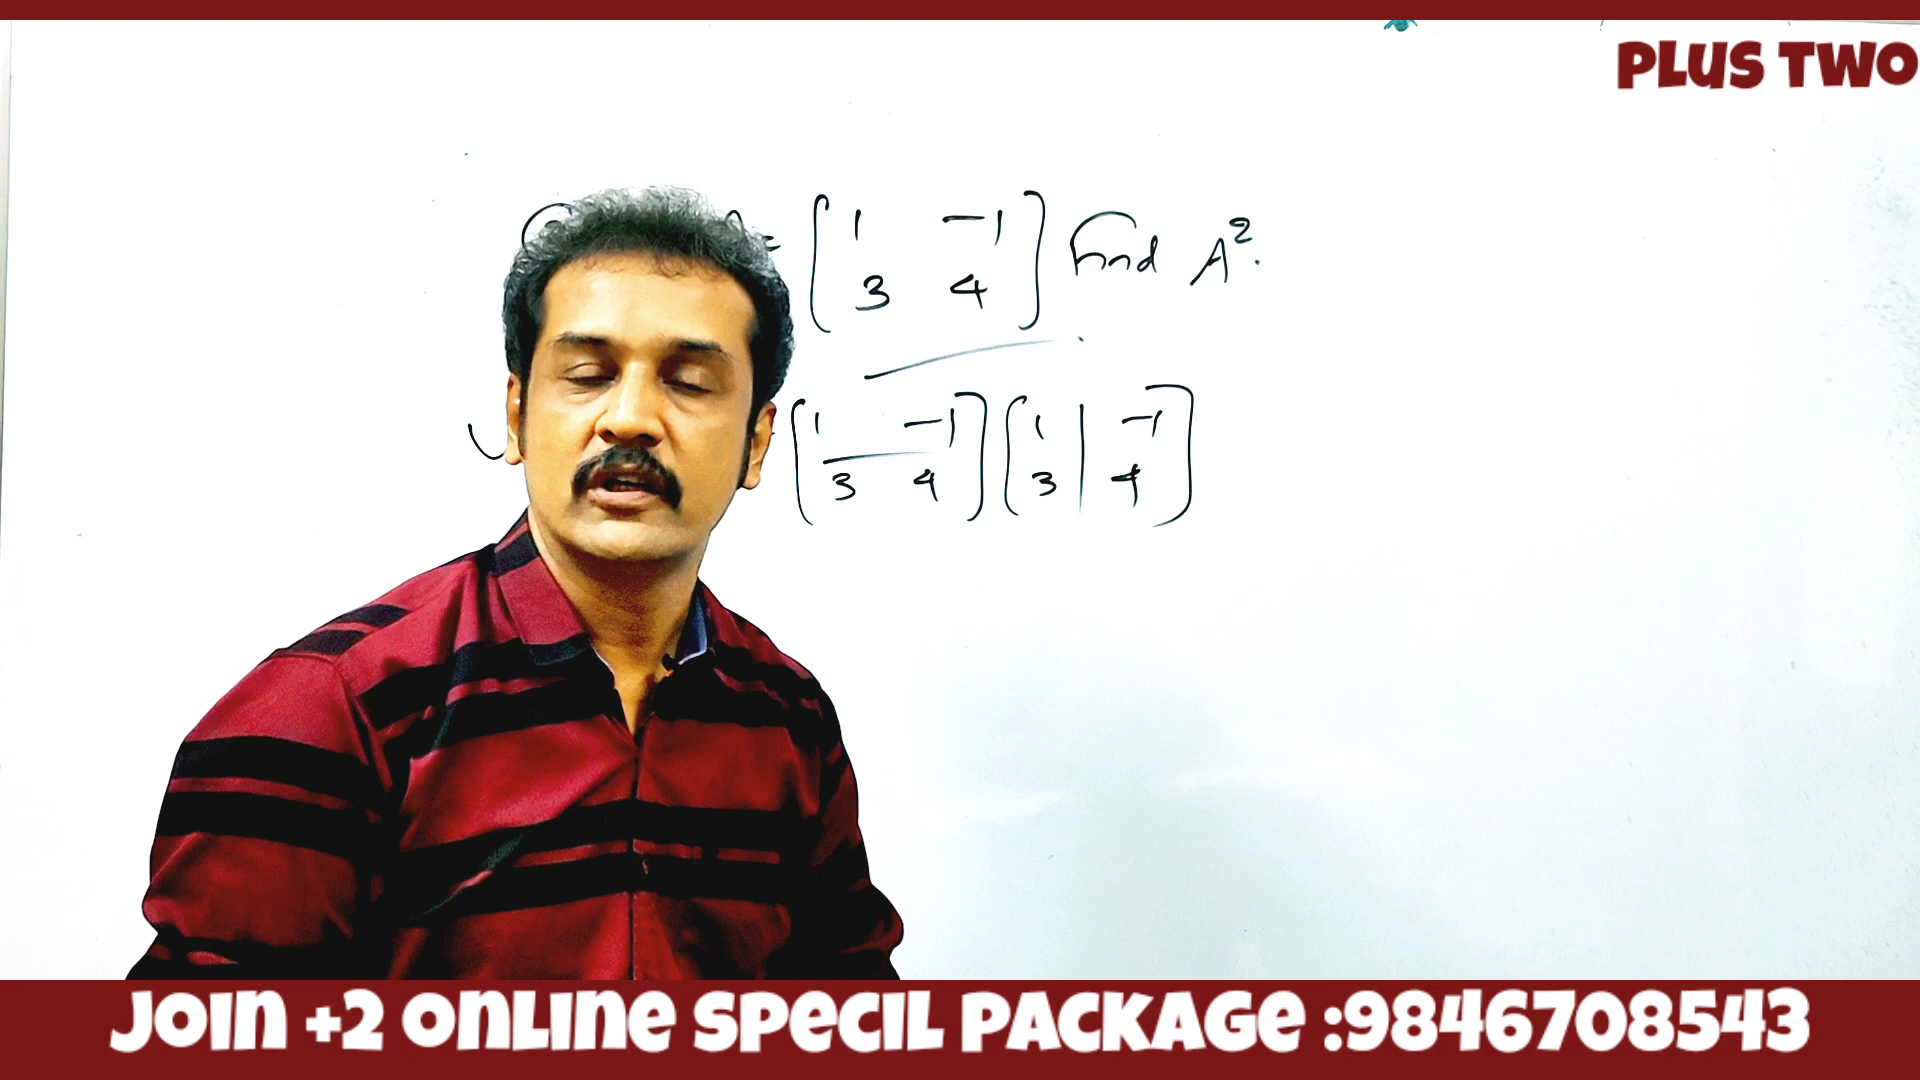 PLUS TWO
A = [ 1 -1 ] Find A².
3 4
[ 1 -1 ] [ 1 | -1 ]
3 4 3 4
JOIN +2 ONLINE SPECIL PACKAGE :9846708543